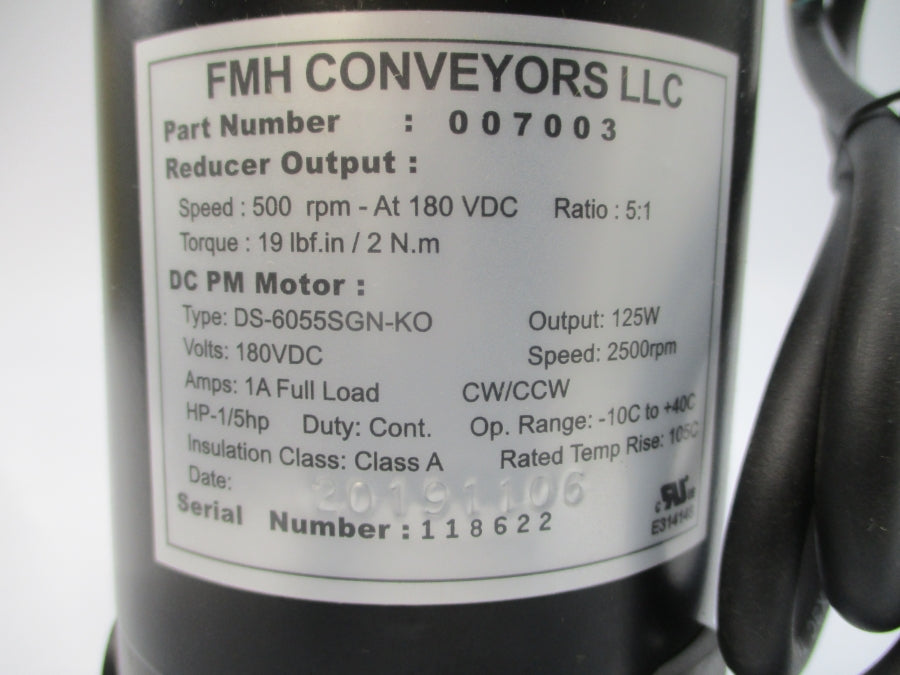 FMH CONVEYORS LLC
Part Number : 007003
Reducer Output :
Speed : 500 rpm - At 180 VDC Ratio : 5:1
Torque : 19 lbf.in / 2 N.m
DC PM Motor :
Type: DS-6055SGN-KO Output: 125W
Volts: 180VDC Speed: 2500rpm
Amps: 1A Full Load CW/CCW
HP-1/5hp Duty: Cont. Op. Range: -10C to +40C
Insulation Class: Class A Rated Temp Rise: 105C
Date: 20191106
Serial Number : 118622